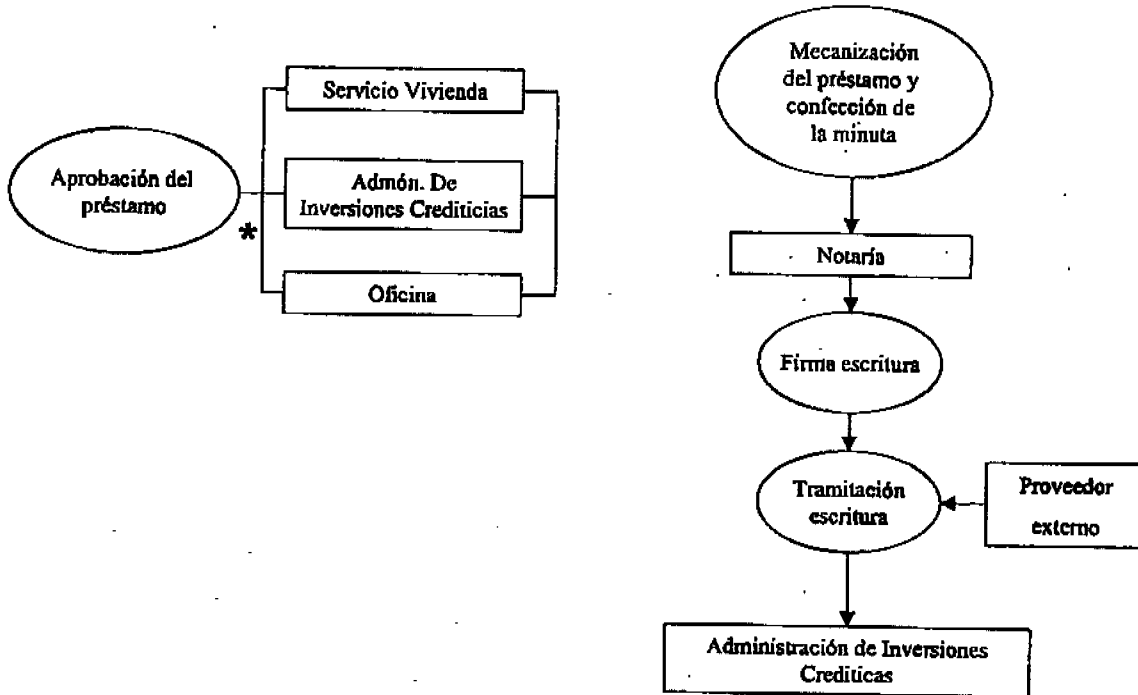 Servicio Vivienda
Aprobación del
préstamo
*
Admón. De
Inversiones Crediticias
Oficina
Mecanización
del préstamo y
confección de
la minuta
Notaría
Firma escritura
Tramitación
escritura
Proveedor
externo
Administración de Inversiones
Crediticas